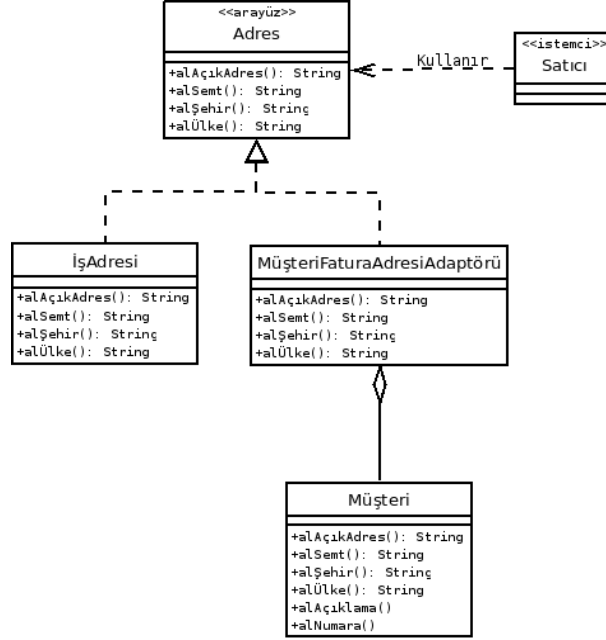 <<arayüz>>
Adres
+alAçıkAdres(): String
+alSemt(): String
+alŞehir(): String
+alÜlke(): String
Kullanır
<<istemci>>
Satıcı
İşAdresi
+alAçıkAdres(): String
+alSemt(): String
+alŞehir(): String
+alÜlke(): String
MüşteriFaturaAdresiAdaptörü
+alAçıkAdres(): String
+alSemt(): String
+alŞehir(): String
+alÜlke(): String
Müşteri
+alAçıkAdres(): String
+alSemt(): String
+alŞehir(): String
+alÜlke(): String
+alAçıklama()
+alNumara()